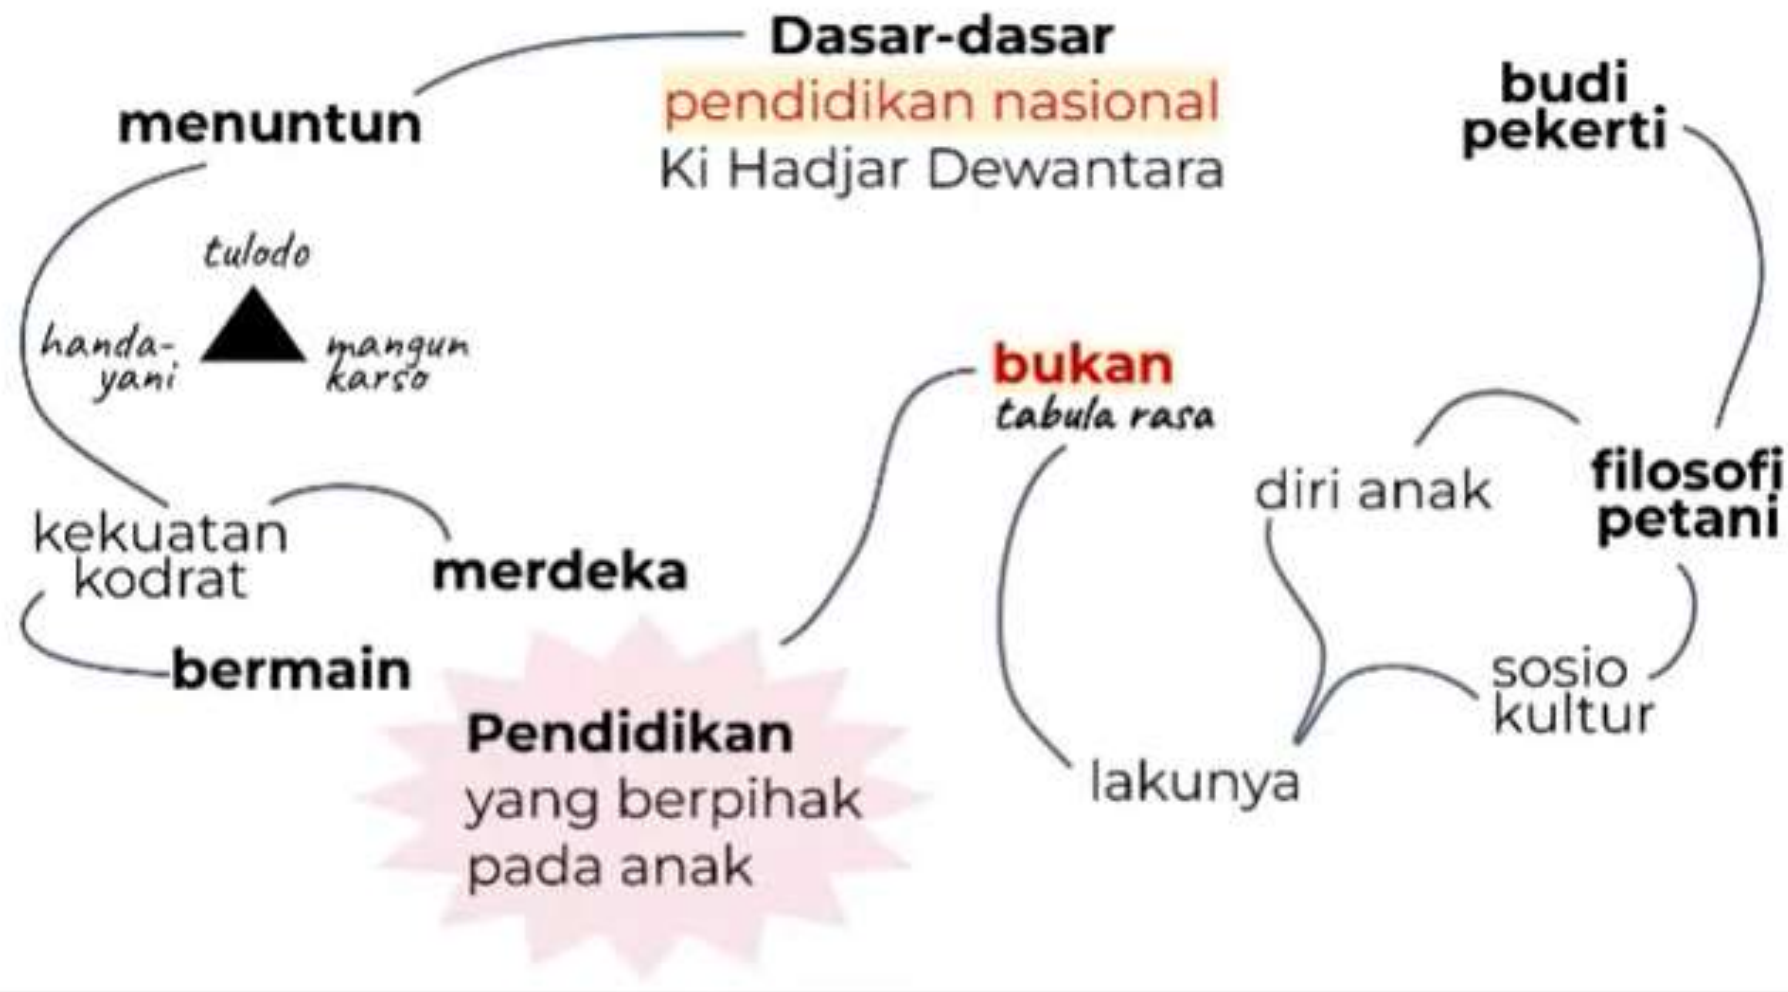 Dasar-dasar
pendidikan nasional
Ki Hadjar Dewantara
menuntun
tulodo
handa-
yani
mangun
karso
kekuatan
kodrat
merdeka
bermain
Pendidikan
yang berpihak
pada anak
bukan
tabula rasa
lakunya
diri anak
sosio
kultur
filosofi
petani
budi
pekerti